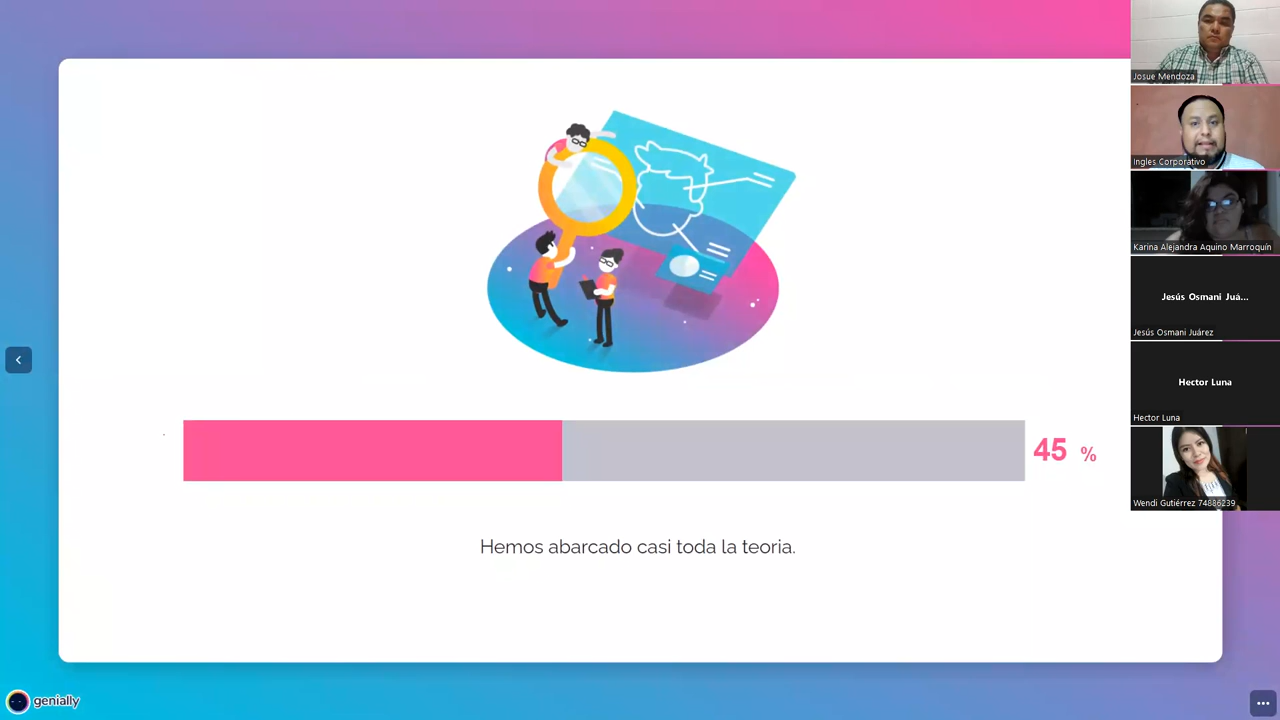 Josue Mendoza
Ingles Corporativo
Karina Alejandra Aquino Marroquín
Jesús Osmani Juá...
Jesús Osmani Juárez
Hector Luna
Hector Luna
Wendi Gutiérrez 74886239
45 %
Hemos abarcado casi toda la teoria.
genially